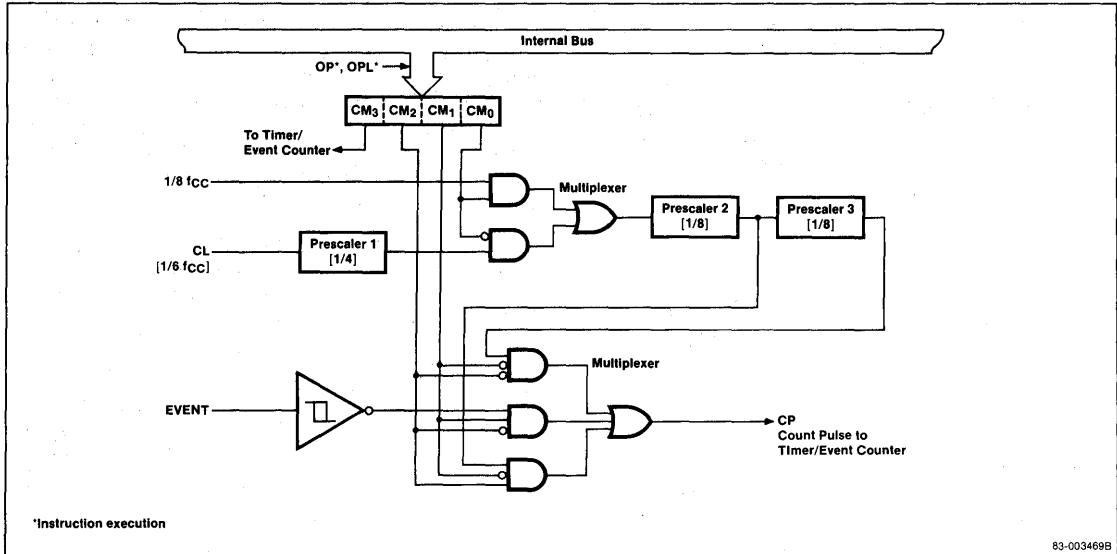 Internal Bus
OP*, OPL*
CM3 CM2 CM1 CM0
To Timer/
Event Counter
1/8 fCC
Multiplexer
Prescaler 2
[1/8]
Prescaler 3
[1/8]
CL
[1/6 fCC]
Prescaler 1
[1/4]
Multiplexer
EVENT
CP
Count Pulse to
Timer/Event Counter
*Instruction execution
83-003469B